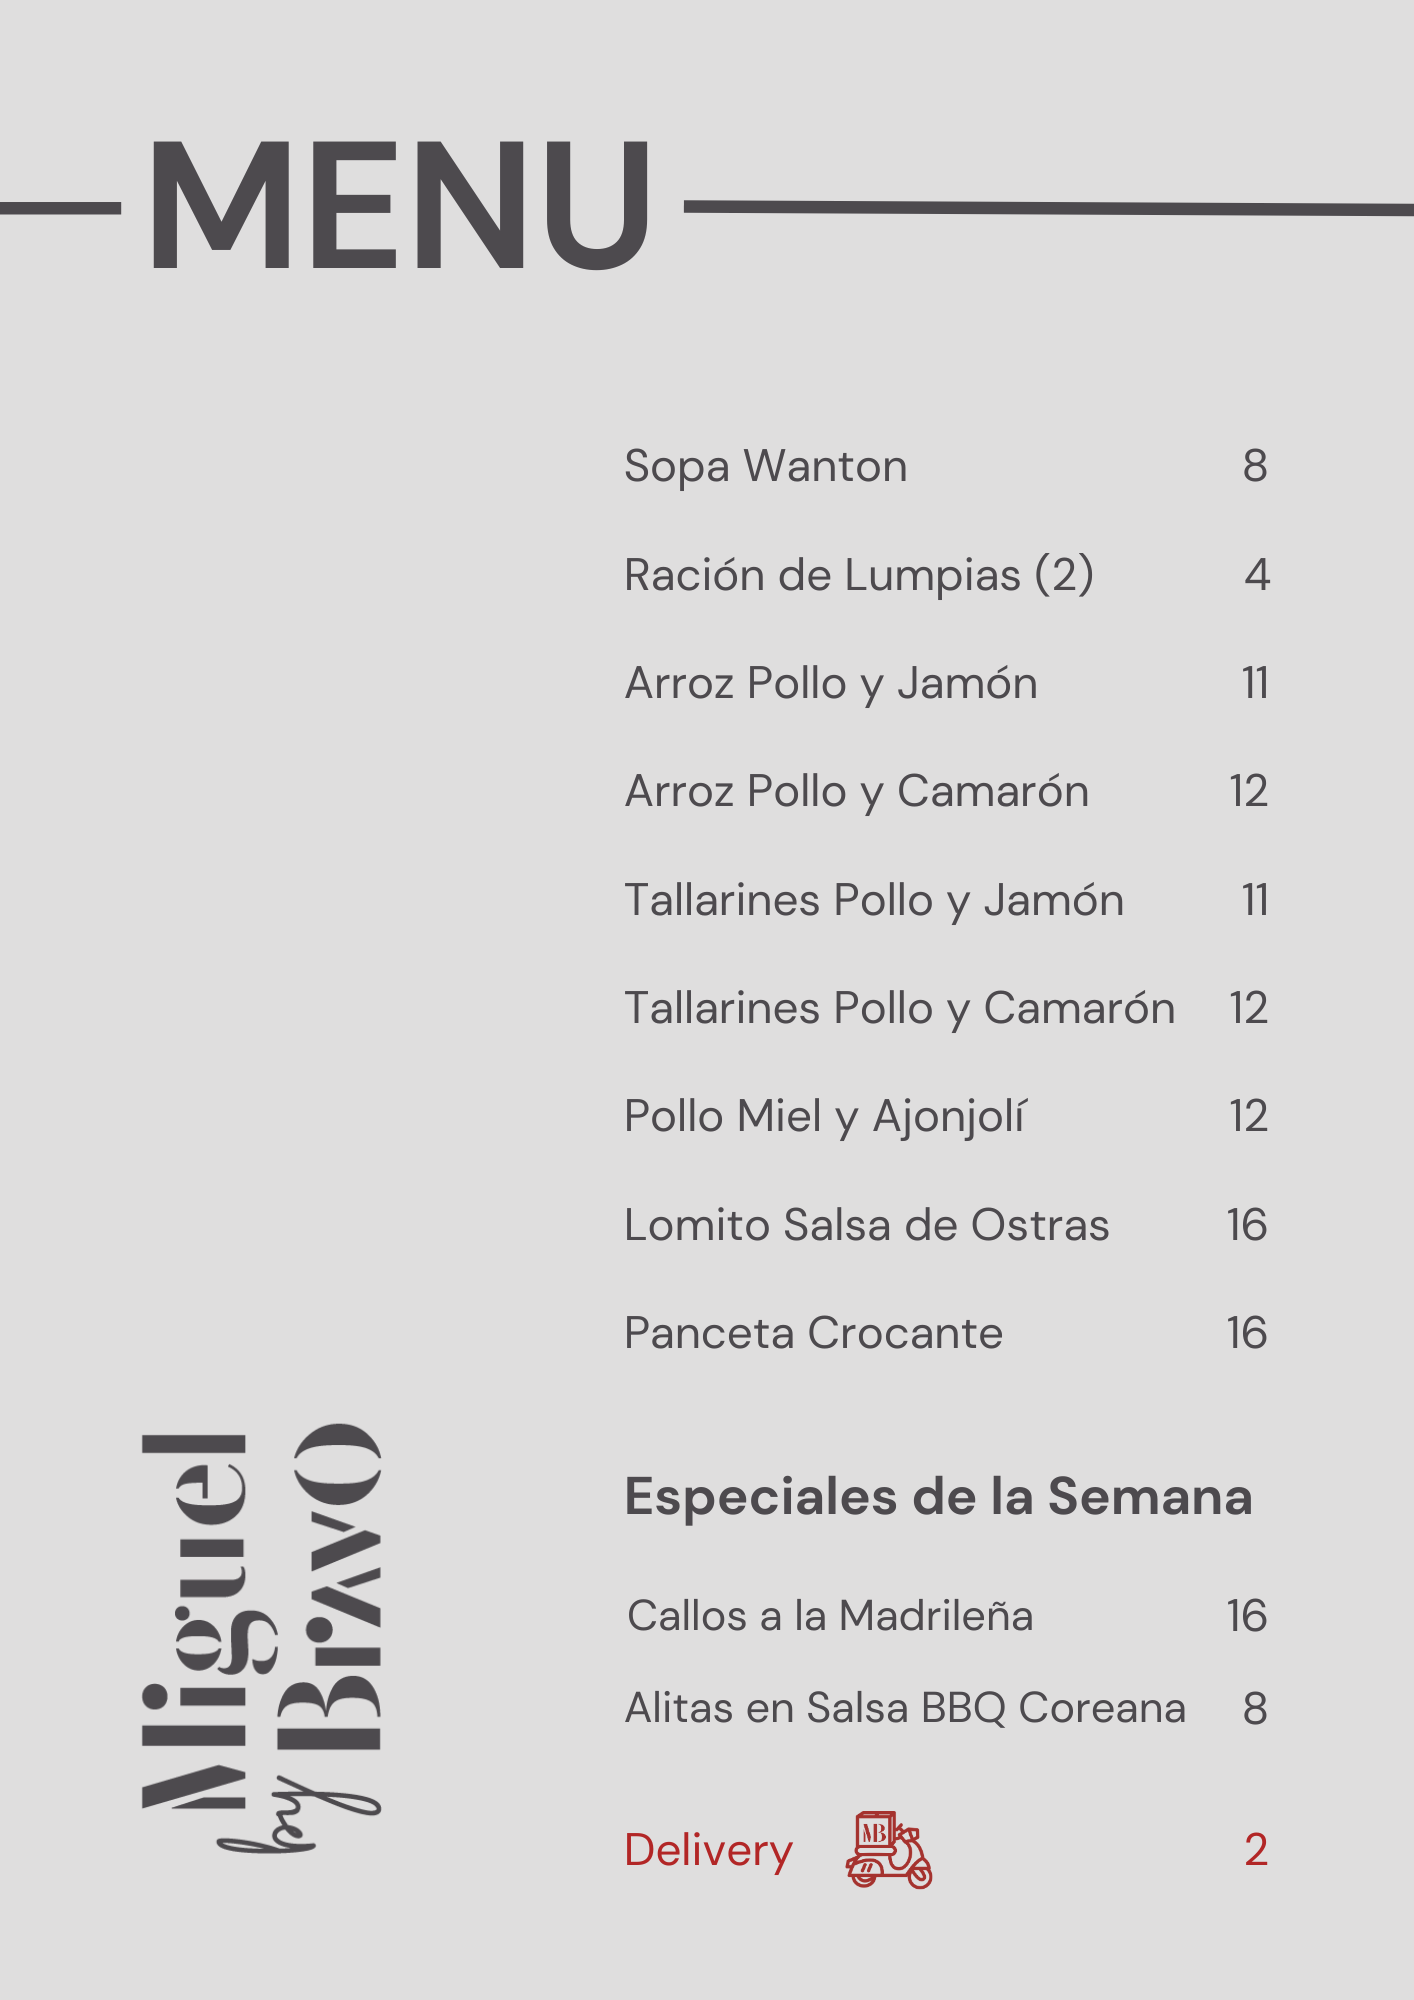 MENU
Sopa Wanton 8
Ración de Lumpias (2) 4
Arroz Pollo y Jamón 11
Arroz Pollo y Camarón 12
Tallarines Pollo y Jamón 11
Tallarines Pollo y Camarón 12
Pollo Miel y Ajonjolí 12
Lomito Salsa de Ostras 16
Panceta Crocante 16
Especiales de la Semana
Callos a la Madrileña 16
Alitas en Salsa BBQ Coreana 8
Delivery MB 2
Miguel
by Bravo